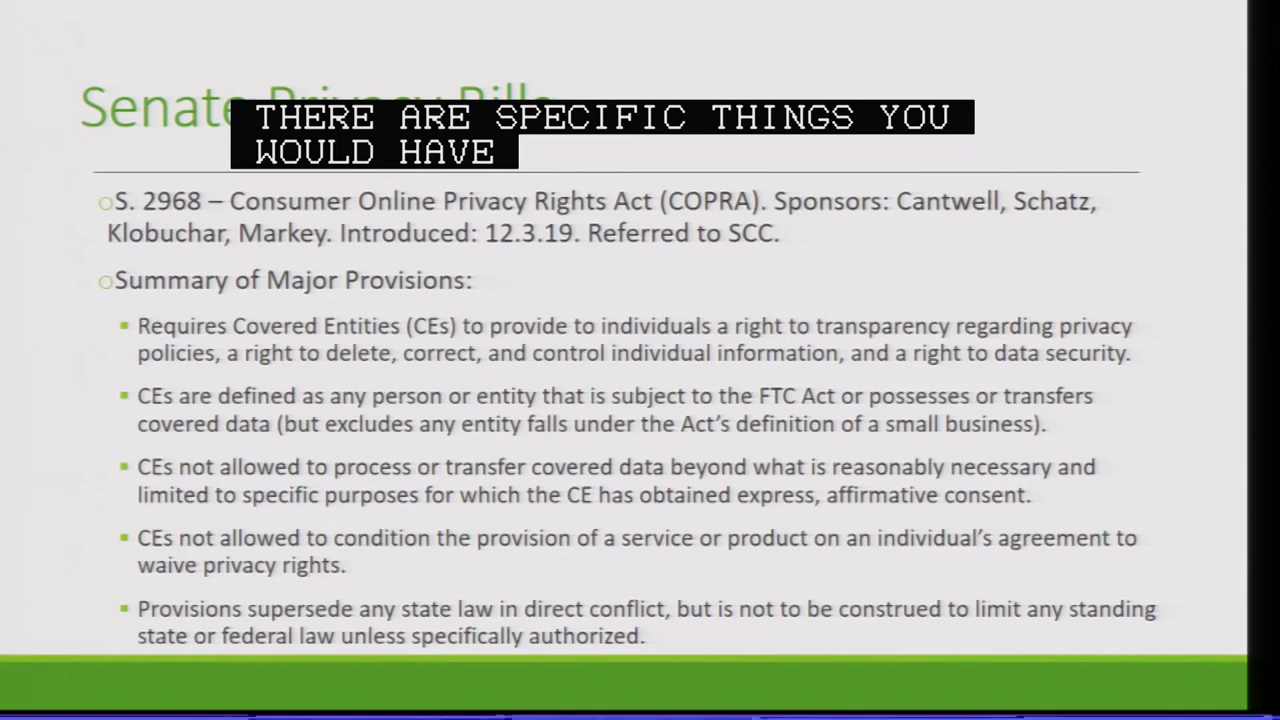 Senate Privacy Bills
THERE ARE SPECIFIC THINGS YOU
WOULD HAVE
oS. 2968 – Consumer Online Privacy Rights Act (COPRA). Sponsors: Cantwell, Schatz,
Klobuchar, Markey. Introduced: 12.3.19. Referred to SCC.
oSummary of Major Provisions:
▪ Requires Covered Entities (CEs) to provide to individuals a right to transparency regarding privacy
policies, a right to delete, correct, and control individual information, and a right to data security.
▪ CEs are defined as any person or entity that is subject to the FTC Act or possesses or transfers
covered data (but excludes any entity falls under the Act's definition of a small business).
▪ CEs not allowed to process or transfer covered data beyond what is reasonably necessary and
limited to specific purposes for which the CE has obtained express, affirmative consent.
▪ CEs not allowed to condition the provision of a service or product on an individual's agreement to
waive privacy rights.
▪ Provisions supersede any state law in direct conflict, but is not to be construed to limit any standing
state or federal law unless specifically authorized.